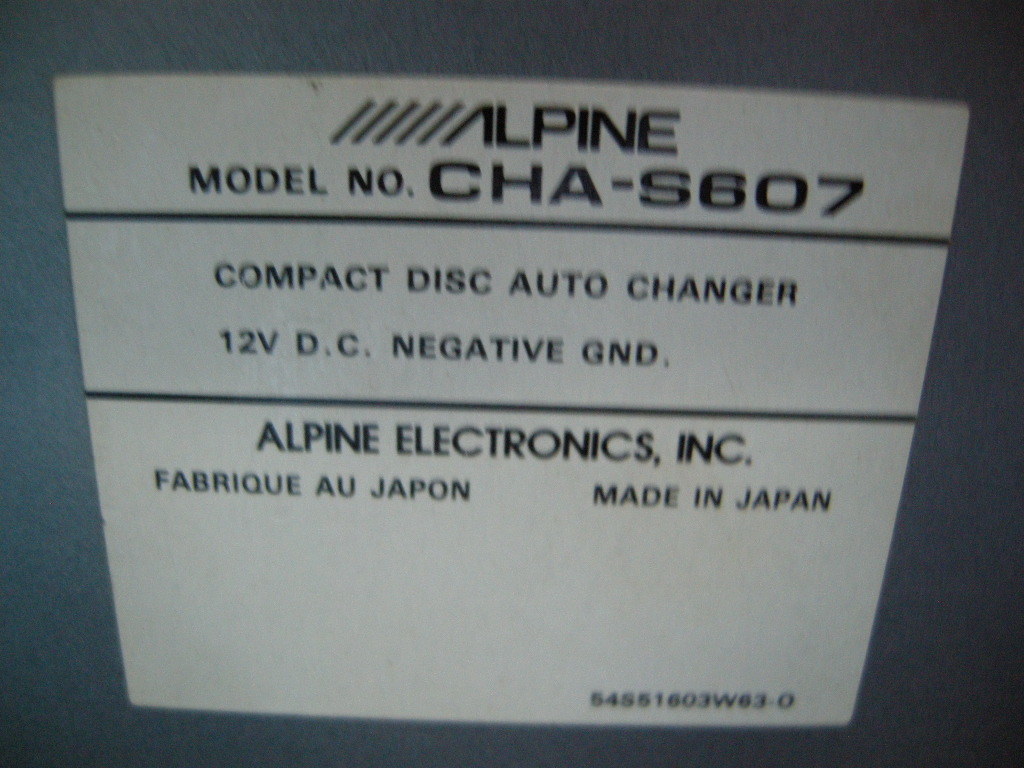 ALPINE
MODEL NO. CHA-S607
COMPACT DISC AUTO CHANGER
12V D.C. NEGATIVE GND.
ALPINE ELECTRONICS, INC.
FABRIQUE AU JAPON MADE IN JAPAN
54S51603W63-O